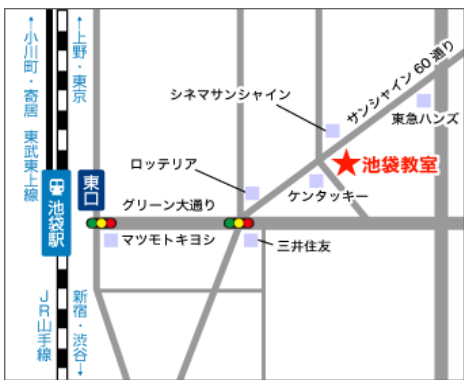 ←小川町・寄居
東武東上線
←上野・東京
サンシャイン60通り
シネマサンシャイン
東急ハンズ
池袋教室
ロッテリア
ケンタッキー
東口
グリーン大通り
池袋駅
マツモトキヨシ
三井住友
JR山手線
新宿・渋谷→